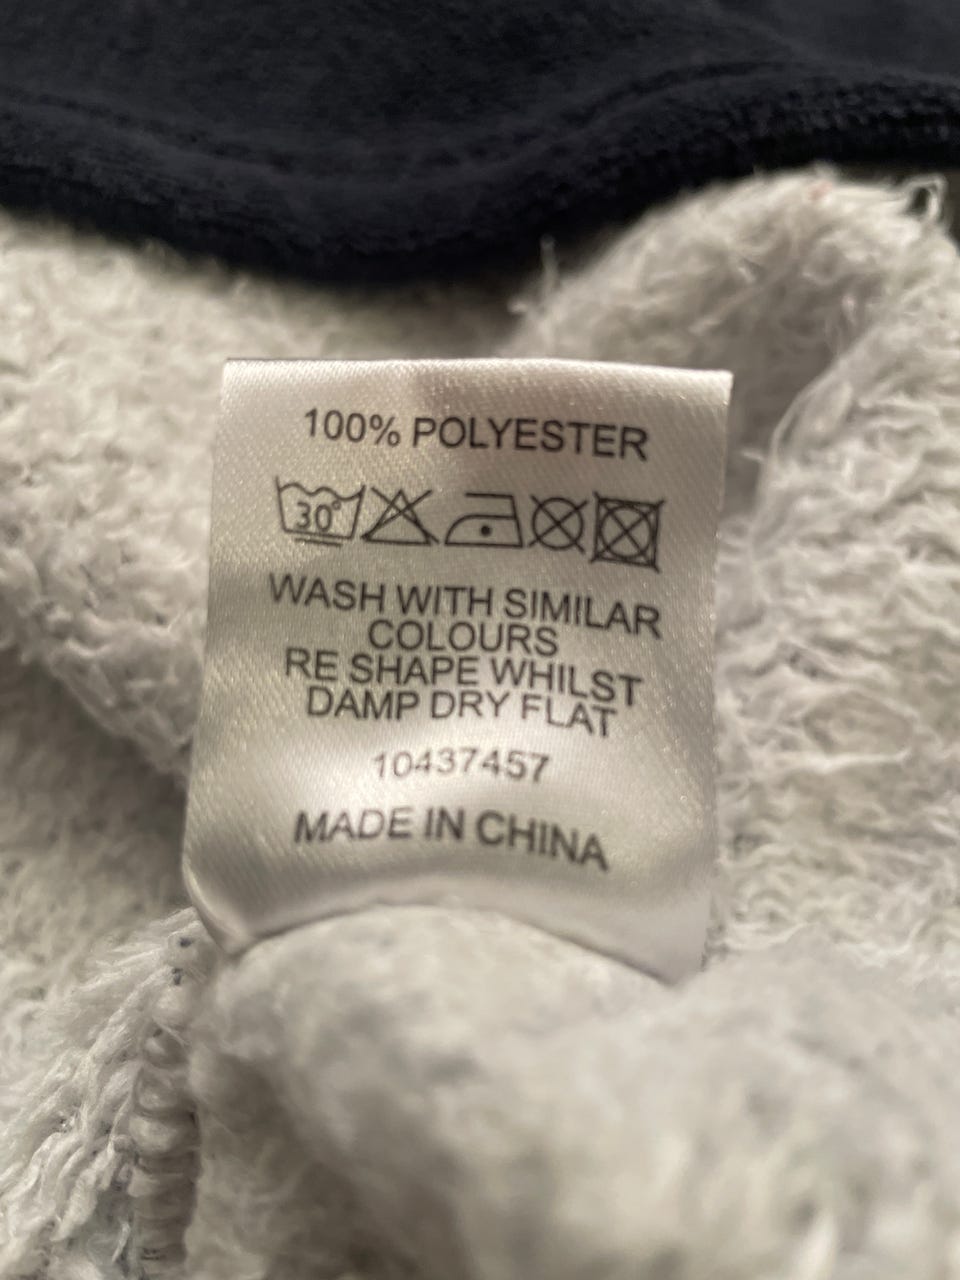 100% POLYESTER
30°
WASH WITH SIMILAR
COLOURS
RE SHAPE WHILST
DAMP DRY FLAT
10437457
MADE IN CHINA